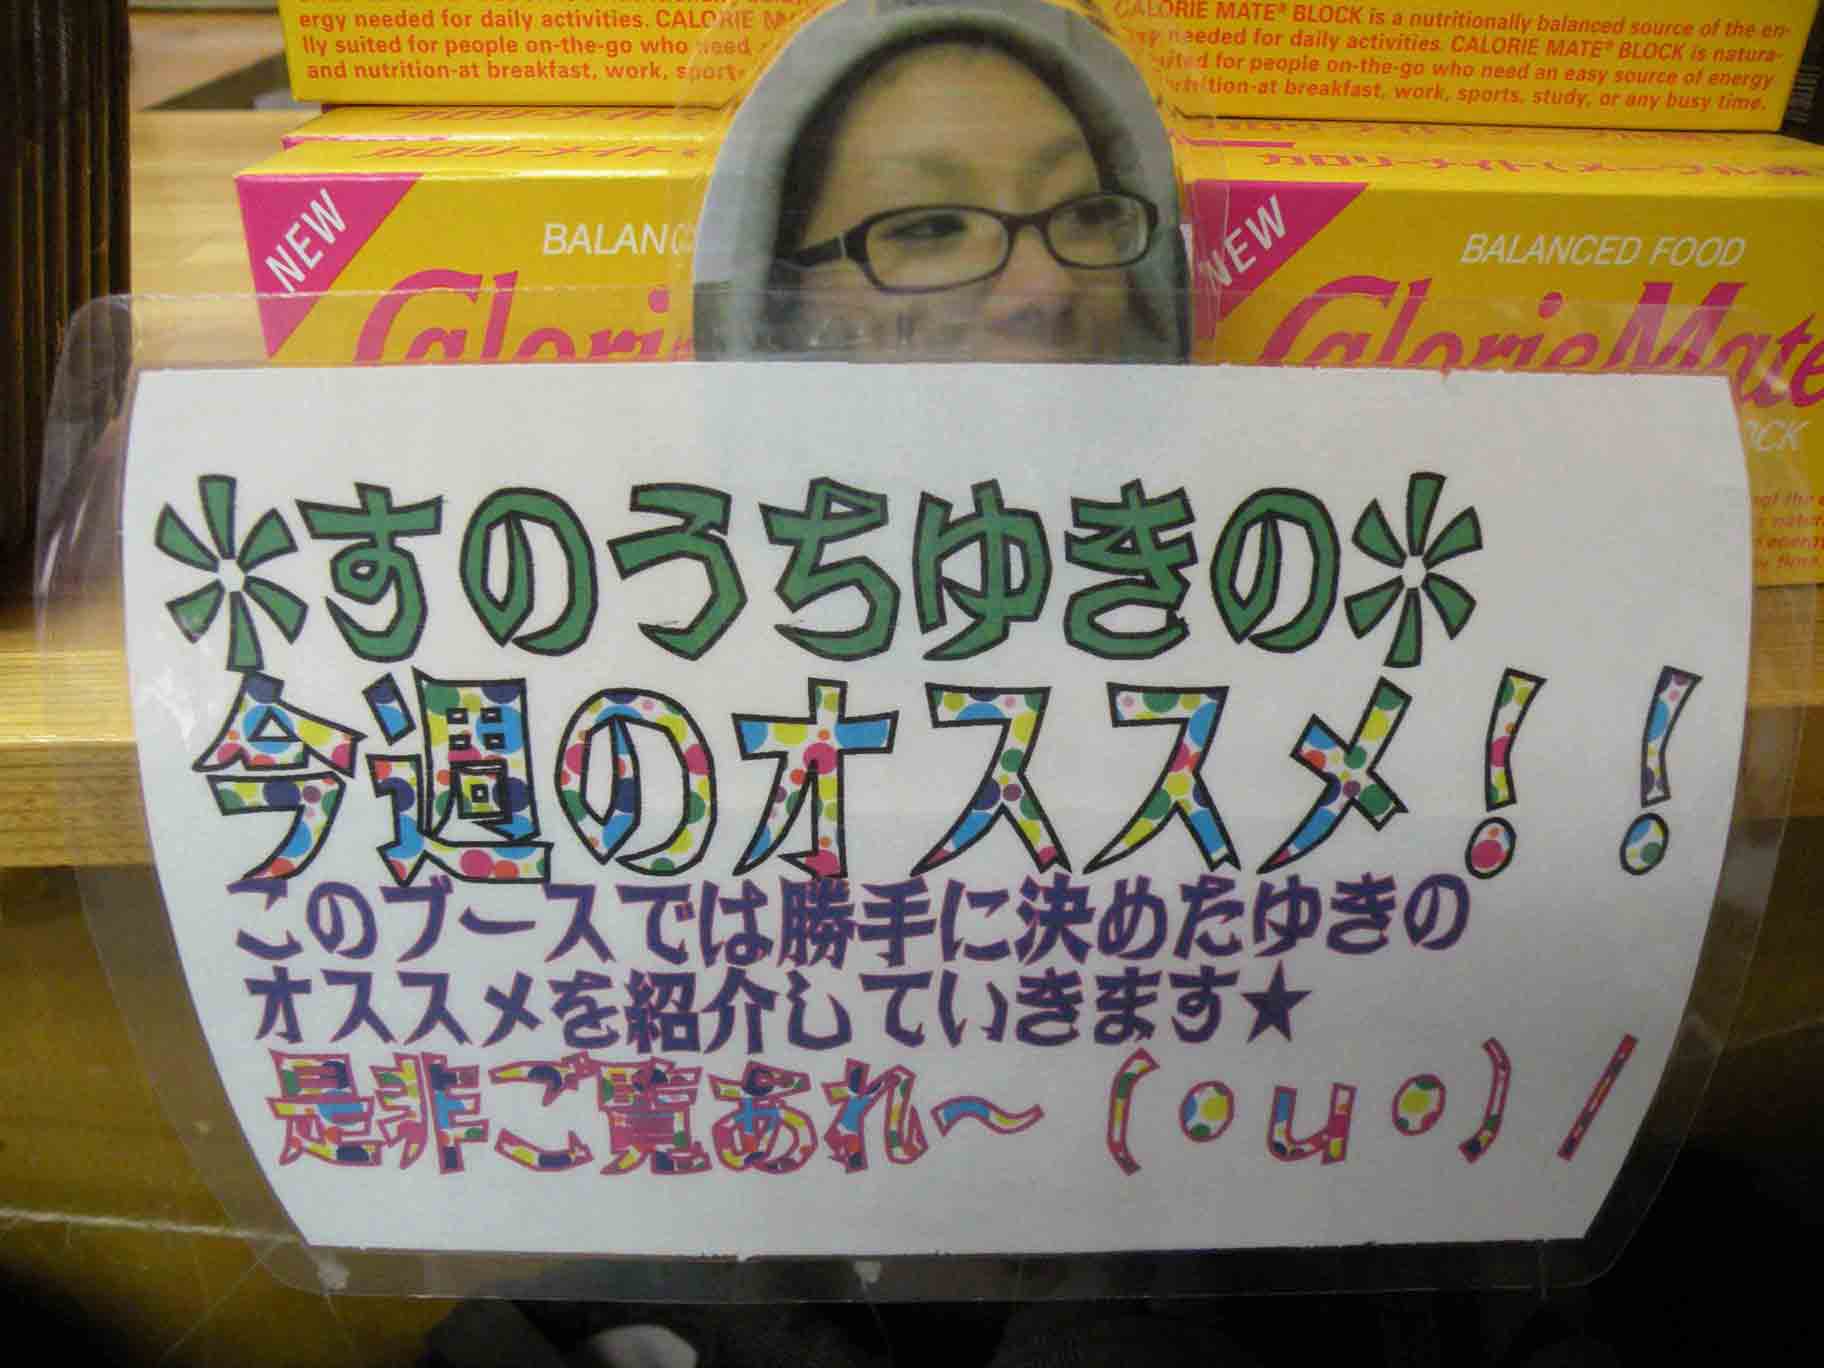 ergy needed for daily activities. CALORIE M
lly suited for people on-the-go who need
and nutrition-at breakfast, work, sport
CALORIE MATE® BLOCK is a nutritionally balanced source of the en-
needed for daily activities. CALORIE MATE® BLOCK is natura-
for people on-the-go who need an easy source of energy
nutrition-at breakfast, work, sports, study, or any busy time.
NEW
BALANC
Calorie
NEW
BALANCED FOOD
CalorieMate
OCK
*すのうちゆきの*
今週のオススメ！！
このブースでは勝手に決めたゆきの
オススメを紹介していきます★
是非ご覧あれ～（•u•）/